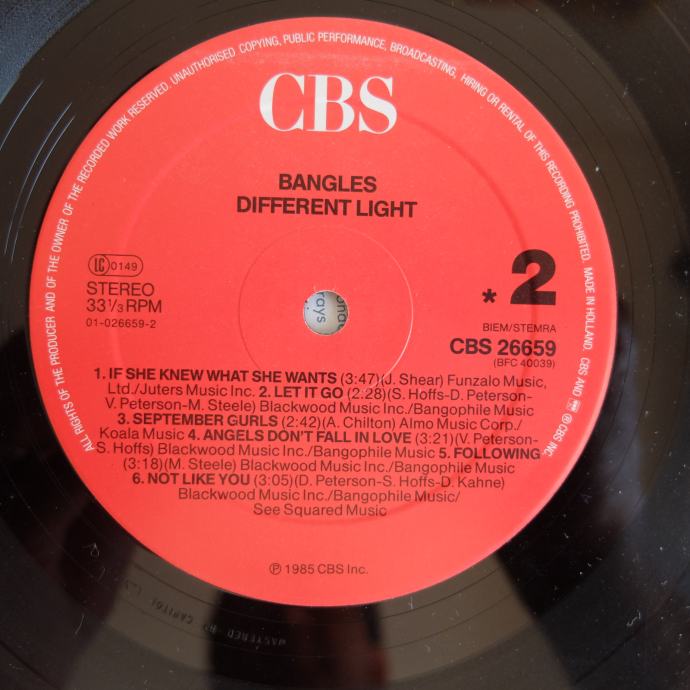 ALL RIGHTS OF THE PRODUCER AND OF THE OWNER OF THE RECORDED WORK RESERVED. UNAUTHORISED COPYING, PUBLIC PERFORMANCE, BROADCASTING, HIRING OR RENTAL OF THIS RECORDING PROHIBITED. MADE IN HOLLAND CBS AND ℗ CBS INC
CBS
BANGLES
DIFFERENT LIGHT
LC 0149
STEREO
33 1/3 RPM
01-026659-2
* 2
BIEM/STEMRA
CBS 26659
(BFC 40039)
1. IF SHE KNEW WHAT SHE WANTS (3:47)(J. Shear) Funzalo Music,
Ltd./Juters Music Inc. 2. LET IT GO (2:28)(S. Hoffs-D. Peterson-
V. Peterson-M. Steele) Blackwood Music Inc./Bangophile Music
3. SEPTEMBER GURLS (2:42)(A. Chilton) Almo Music Corp./
Koala Music 4. ANGELS DON'T FALL IN LOVE (3:21)(V. Peterson-
S. Hoffs) Blackwood Music Inc./Bangophile Music 5. FOLLOWING
(3:18)(M. Steele) Blackwood Music Inc./Bangophile Music
6. NOT LIKE YOU (3:05)(D. Peterson-S. Hoffs-D. Kahne)
Blackwood Music Inc./Bangophile Music/
See Squared Music
℗ 1985 CBS Inc.
MASTERED BY CAPITOL